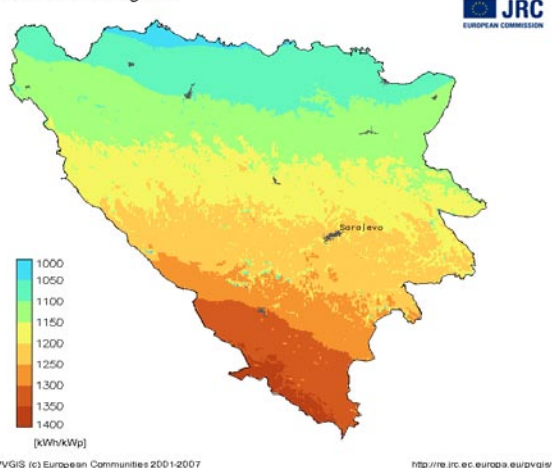 JRC
EUROPEAN COMMISSION
Sarajevo
1000
1050
1100
1150
1200
1250
1300
1350
1400
[kWh/kWp]
PVGIS (c) European Communities 2001-2007
http://re.jrc.ec.europa.eu/pvgis/